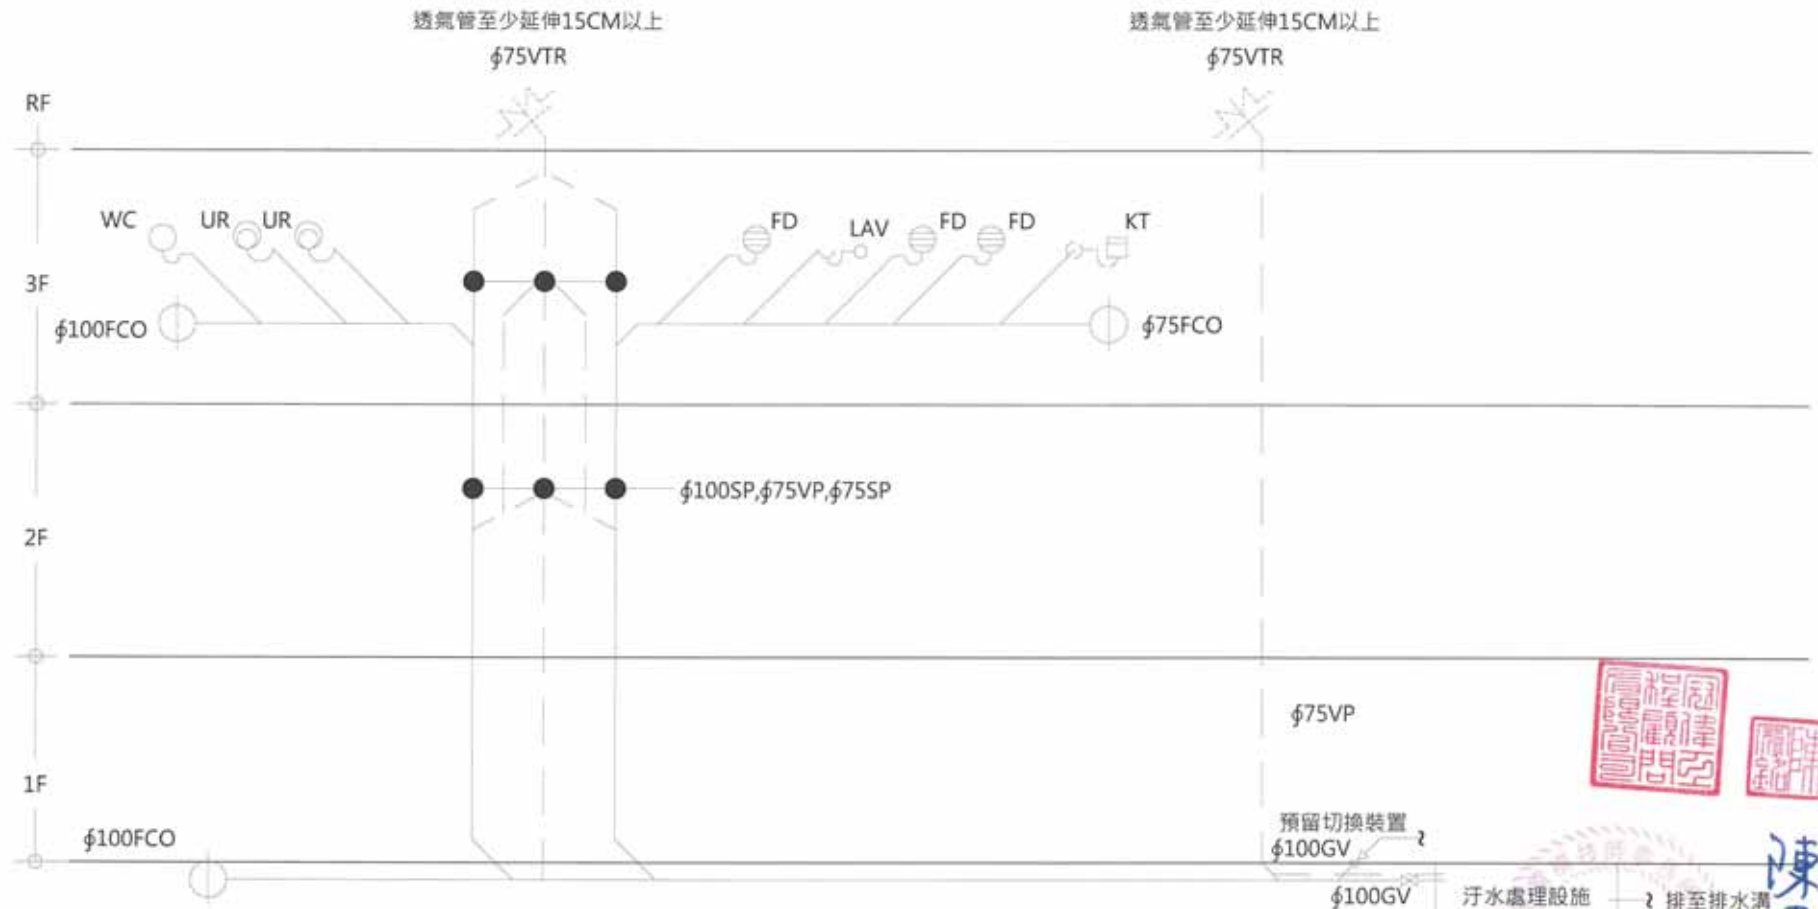 透氣管至少延伸15CM以上
∮75VTR
透氣管至少延伸15CM以上
∮75VTR
RF
WC
UR
UR
FD
LAV
FD
FD
KT
3F
∮100FCO
∮75FCO
∮100SP,∮75VP,∮75SP
2F
∮75VP
1F
∮100FCO
預留切換裝置
∮100GV
∮100GV
汙水處理設施
排至排水溝
陳